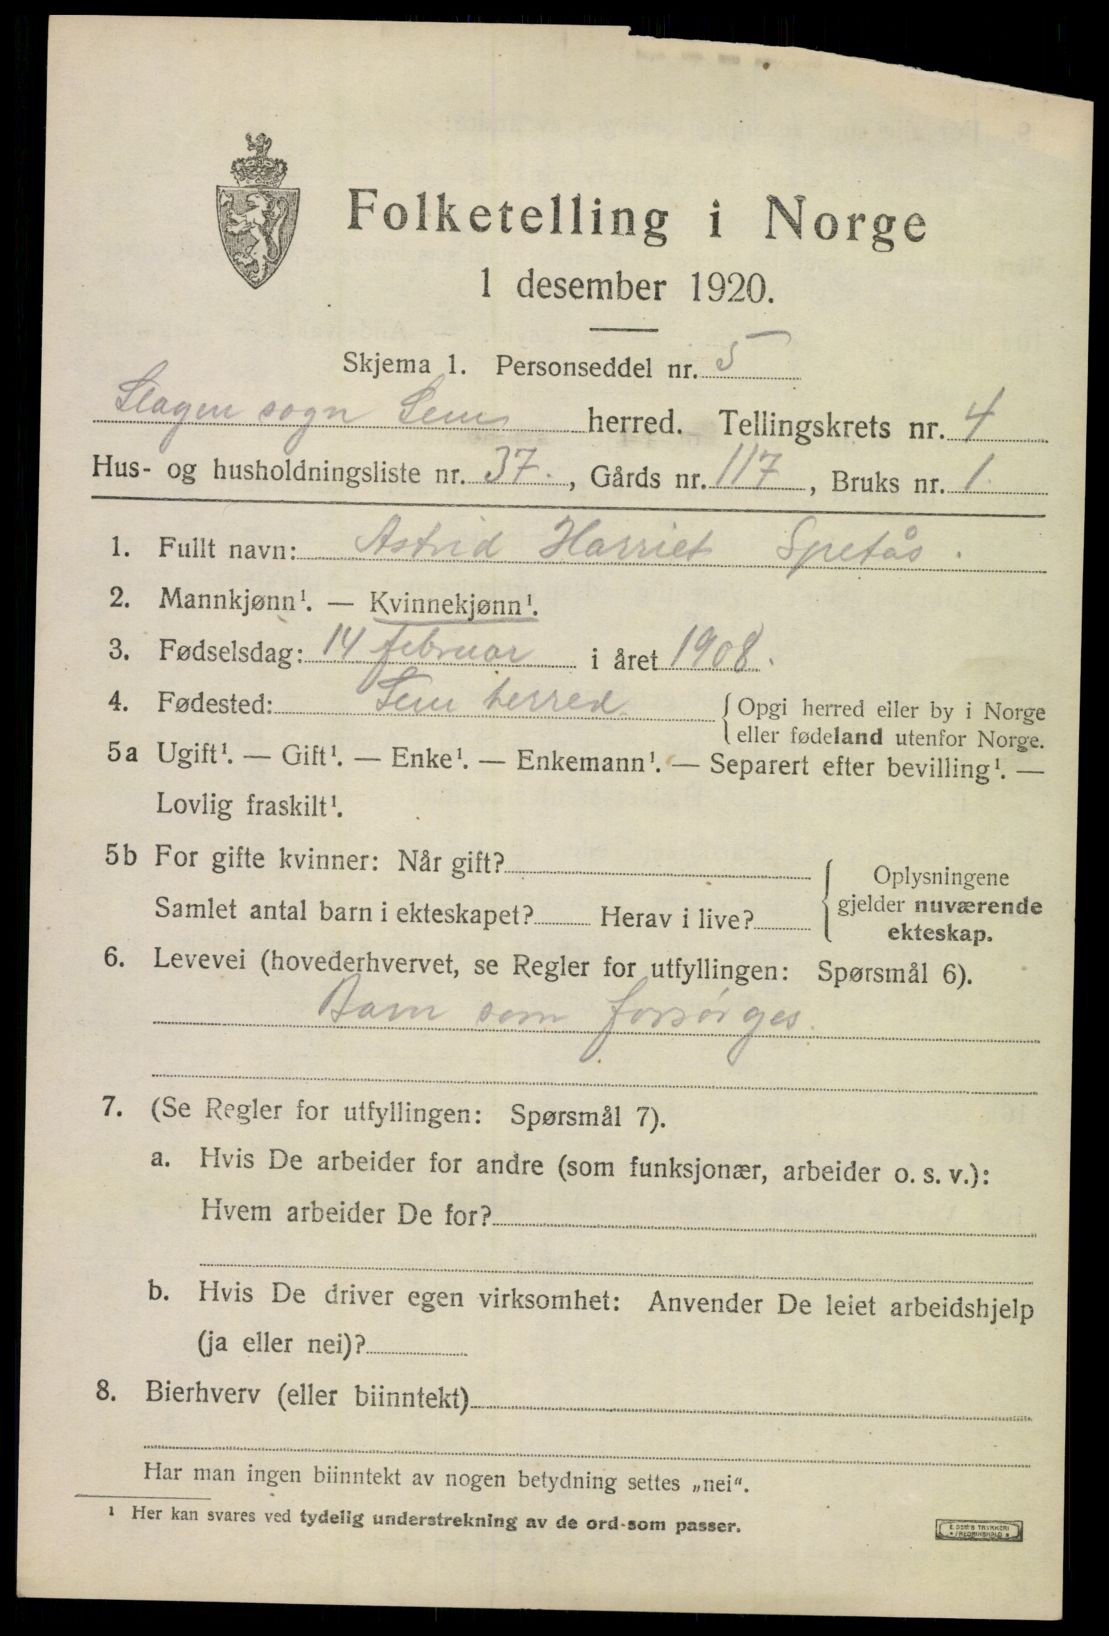 Folketelling i Norge
1 desember 1920.
Skjema 1. Personseddel nr. 5
Slagen sogn Sem herred. Tellingskrets nr. 4
Hus- og husholdningsliste nr. 37., Gårds nr. 117, Bruks nr. 1.
1. Fullt navn: Astrid Harriet Spetås.
2. Mannkjønn¹. — Kvinnekjønn¹.
3. Fødselsdag: 14 februar i året 1908.
4. Fødested: Sem herred. Opgi herred eller by i Norge
eller fødeland utenfor Norge.
5a Ugift¹. — Gift¹. — Enke¹. — Enkemann¹. — Separert efter bevilling¹. —
Lovlig fraskilt¹.
5b For gifte kvinner: Når gift?
Samlet antal barn i ekteskapet? Herav i live?
Oplysningene
gjelder nuværende
ekteskap.
6. Levevei (hovederhvervet, se Regler for utfyllingen: Spørsmål 6).
Barn som forsørges.
7. (Se Regler for utfyllingen: Spørsmål 7).
a. Hvis De arbeider for andre (som funksjonær, arbeider o. s. v.):
Hvem arbeider De for?
b. Hvis De driver egen virksomhet: Anvender De leiet arbeidshjelp
(ja eller nei)?
8. Bierhverv (eller biinntekt)
Har man ingen biinntekt av nogen betydning settes „nei“.
¹ Her kan svares ved tydelig understrekning av de ord som passer.